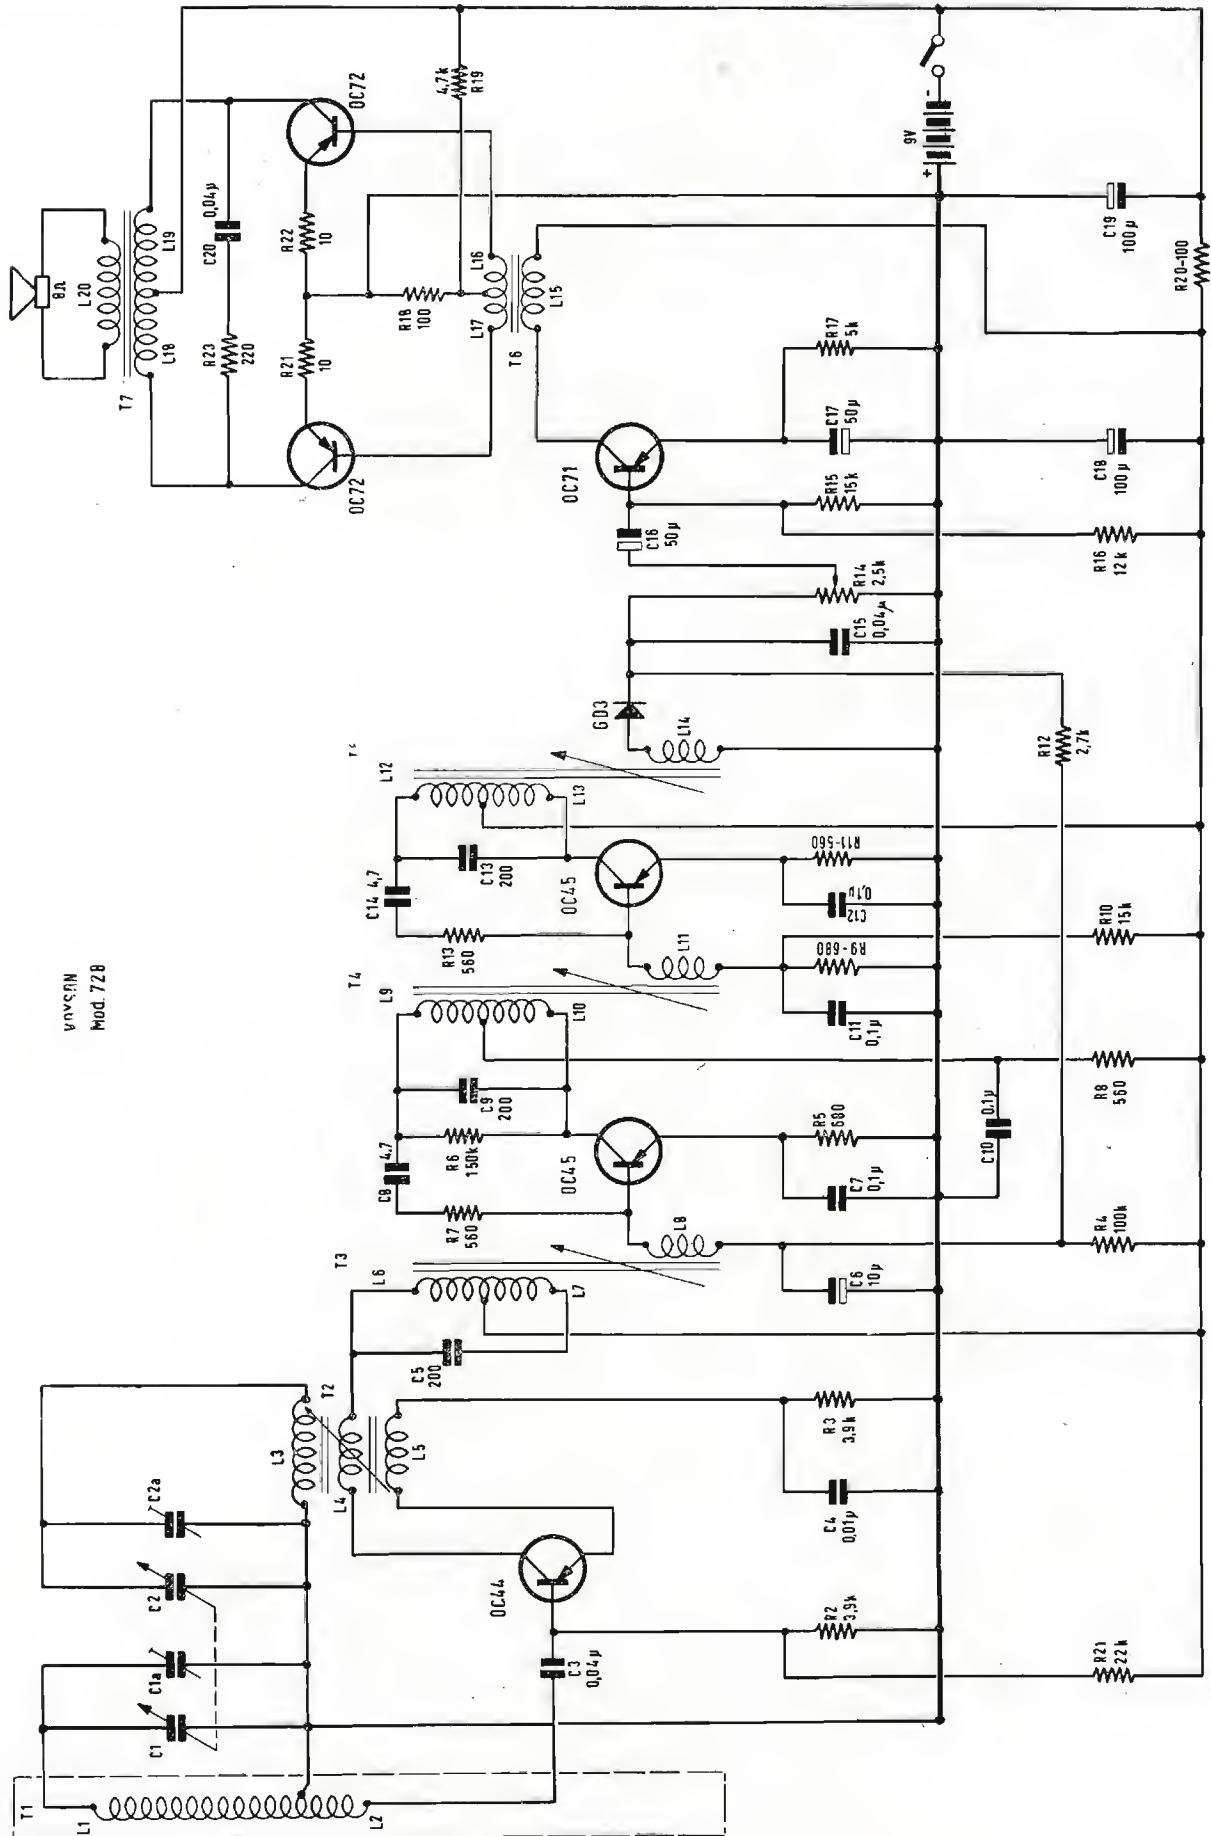 VOYSON
Mod. 728
T1
L1
L2
C1
C1a
C2
C2a
L3
T2
L4
L5
C3
0,04µ
OC44
R2
3,9k
R21
22k
C4
0,01µ
R3
3,9k
C5
200
T3
L6
L7
L8
C6
10µ
R4
100k
C8 4,7
R7
560
R6
150k
C9
200
OC45
C7
0,1µ
R5
680
C10 0,1µ
R8
560
T4
L9
L10
L11
C11
0,1µ
R9-680
R10
15k
C14 4,7
R13
560
C13
200
OC45
C12
0,1µ
R11-560
L12
L13
L14
GD3
R12
2,7k
C15
0,04µ
R14
2,5k
C16
50µ
OC71
R15
15k
R16
12k
C17
50µ
R17
5k
C18
100µ
C19
100µ
R20-100
T6
L15
L16
L17
R18
100
R19
4,7k
OC72
OC72
R21
10
R22
10
R23
220
C20
0,04µ
T7
L18
L19
L20
8Ω
9V
+
-